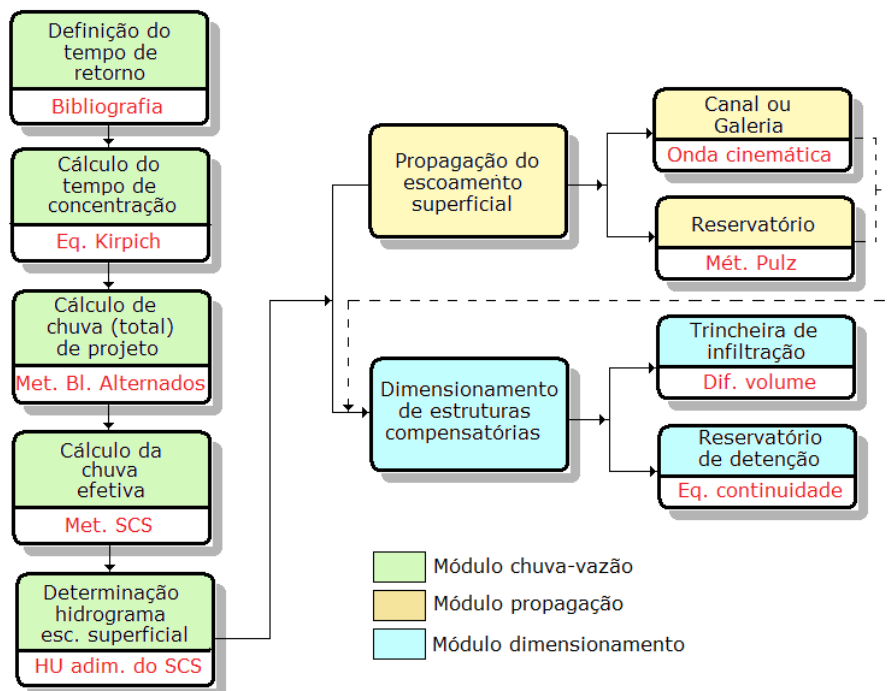 Definição do
tempo de
retorno
Bibliografia
Cálculo do
tempo de
concentração
Eq. Kirpich
Cálculo de
chuva (total)
de projeto
Met. Bl. Alternados
Cálculo da
chuva
efetiva
Met. SCS
Determinação
hidrograma
esc. superficial
HU adim. do SCS
Propagação do
escoamento
superficial
Canal ou
Galeria
Onda cinemática
Reservatório
Mét. Pulz
Dimensionamento
de estruturas
compensatórias
Trincheira de
infiltração
Dif. volume
Reservatório
de detenção
Eq. continuidade
Módulo chuva-vazão
Módulo propagação
Módulo dimensionamento